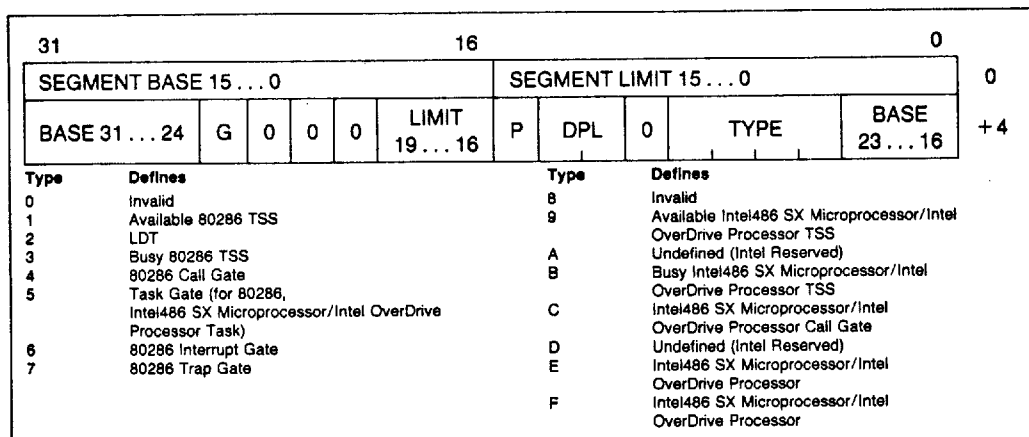 31 16 0
SEGMENT BASE 15...0 SEGMENT LIMIT 15...0 0
BASE 31...24 G 0 0 0 LIMIT 19...16 P DPL 0 TYPE BASE 23...16 +4
Type Defines
0 Invalid
1 Available 80286 TSS
2 LDT
3 Busy 80286 TSS
4 80286 Call Gate
5 Task Gate (for 80286,
Intel486 SX Microprocessor/Intel OverDrive
Processor Task)
6 80286 Interrupt Gate
7 80286 Trap Gate
Type Defines
8 Invalid
9 Available Intel486 SX Microprocessor/Intel
OverDrive Processor TSS
A Undefined (Intel Reserved)
B Busy Intel486 SX Microprocessor/Intel
OverDrive Processor TSS
C Intel486 SX Microprocessor/Intel
OverDrive Processor Call Gate
D Undefined (Intel Reserved)
E Intel486 SX Microprocessor/Intel
OverDrive Processor
F Intel486 SX Microprocessor/Intel
OverDrive Processor